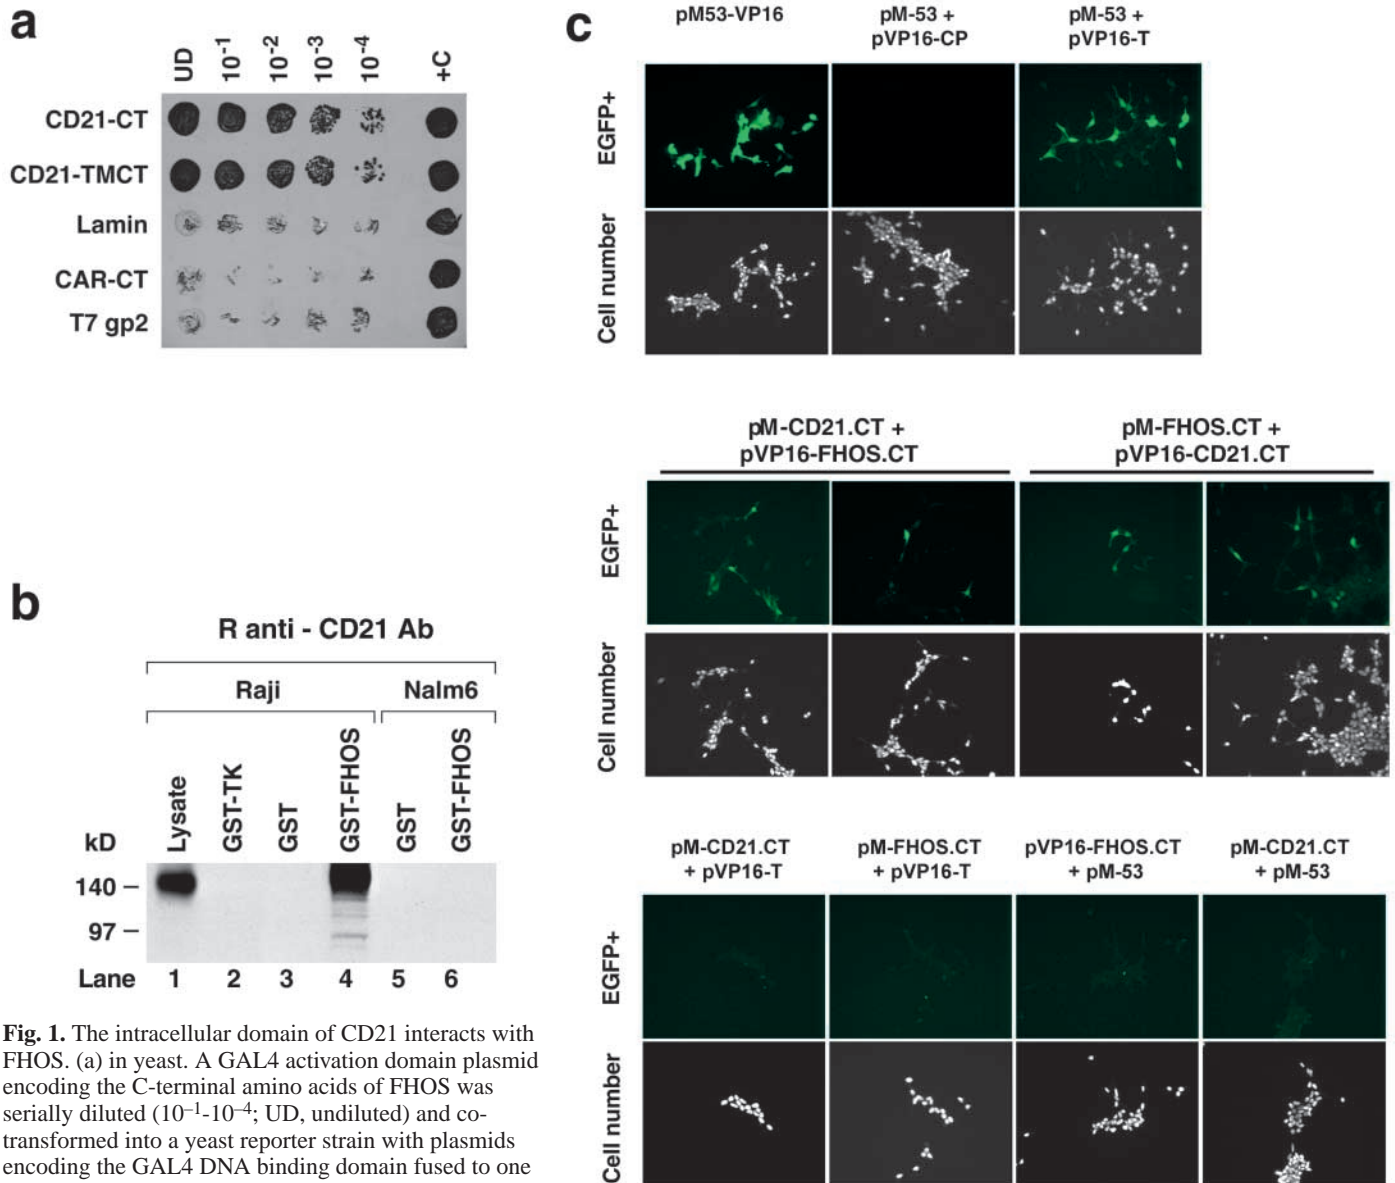 a
UD 10⁻¹ 10⁻² 10⁻³ 10⁻⁴ +C
CD21-CT
CD21-TMCT
Lamin
CAR-CT
T7 gp2
b
R anti - CD21 Ab
Raji Nalm6
Lysate GST-TK GST GST-FHOS GST GST-FHOS
kD
140
97
Lane 1 2 3 4 5 6
Fig. 1. The intracellular domain of CD21 interacts with
FHOS. (a) in yeast. A GAL4 activation domain plasmid
encoding the C-terminal amino acids of FHOS was
serially diluted (10⁻¹-10⁻⁴; UD, undiluted) and co-
transformed into a yeast reporter strain with plasmids
encoding the GAL4 DNA binding domain fused to one
c
pM53-VP16 pM-53 + pM-53 +
pVP16-CP pVP16-T
EGFP+
Cell number
pM-CD21.CT + pM-FHOS.CT +
pVP16-FHOS.CT pVP16-CD21.CT
EGFP+
Cell number
pM-CD21.CT pM-FHOS.CT pVP16-FHOS.CT pM-CD21.CT
+ pVP16-T + pVP16-T + pM-53 + pM-53
EGFP+
Cell number